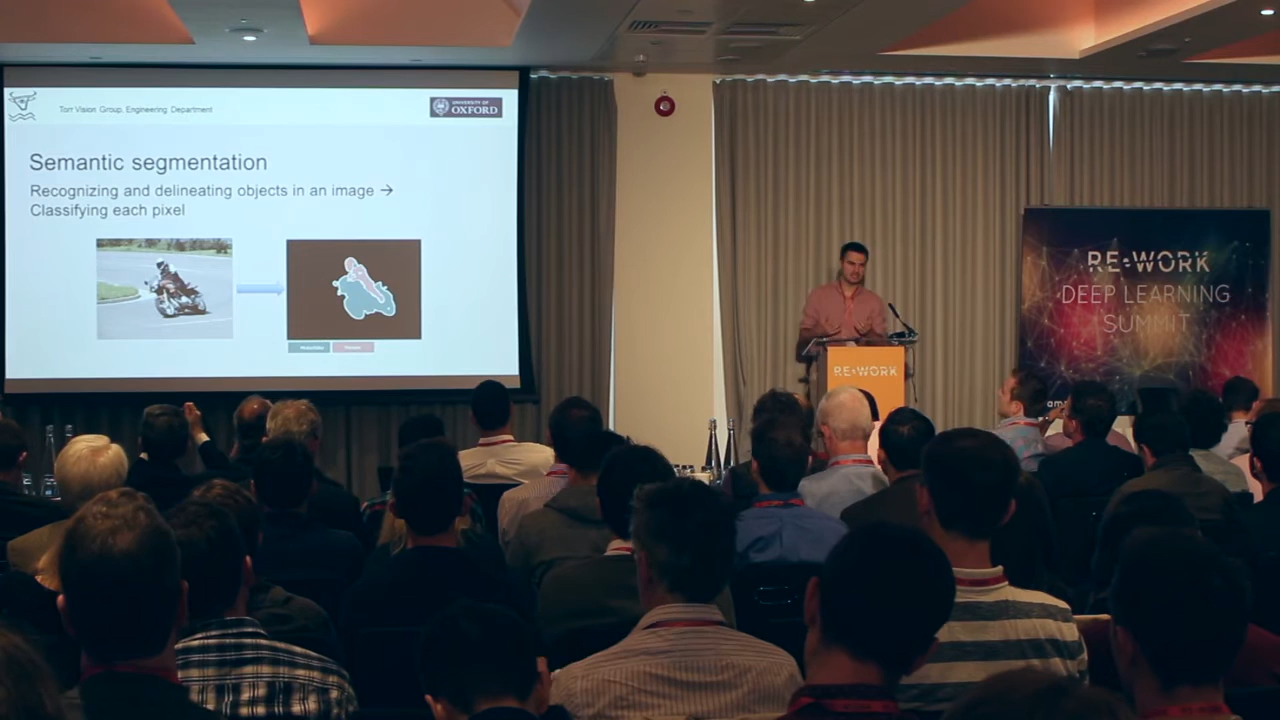 Torr Vision Group, Engineering Department
UNIVERSITY OF
OXFORD
Semantic segmentation
Recognizing and delineating objects in an image →
Classifying each pixel
RE•WORK
DEEP LEARNING
SUMMIT
RE•WORK